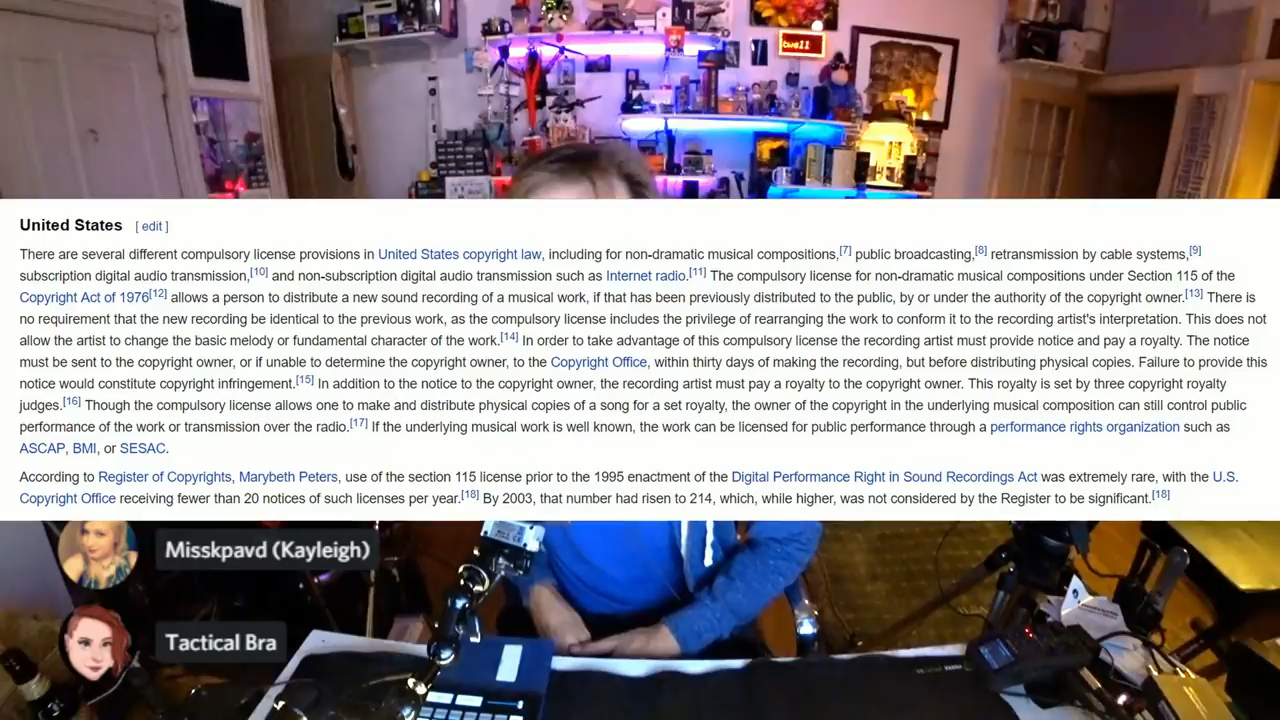 twell
United States [ edit ]
There are several different compulsory license provisions in United States copyright law, including for non-dramatic musical compositions,[7] public broadcasting,[8] retransmission by cable systems,[9]
subscription digital audio transmission,[10] and non-subscription digital audio transmission such as Internet radio.[11] The compulsory license for non-dramatic musical compositions under Section 115 of the
Copyright Act of 1976[12] allows a person to distribute a new sound recording of a musical work, if that has been previously distributed to the public, by or under the authority of the copyright owner.[13] There is
no requirement that the new recording be identical to the previous work, as the compulsory license includes the privilege of rearranging the work to conform it to the recording artist's interpretation. This does not
allow the artist to change the basic melody or fundamental character of the work.[14] In order to take advantage of this compulsory license the recording artist must provide notice and pay a royalty. The notice
must be sent to the copyright owner, or if unable to determine the copyright owner, to the Copyright Office, within thirty days of making the recording, but before distributing physical copies. Failure to provide this
notice would constitute copyright infringement.[15] In addition to the notice to the copyright owner, the recording artist must pay a royalty to the copyright owner. This royalty is set by three copyright royalty
judges.[16] Though the compulsory license allows one to make and distribute physical copies of a song for a set royalty, the owner of the copyright in the underlying musical composition can still control public
performance of the work or transmission over the radio.[17] If the underlying musical work is well known, the work can be licensed for public performance through a performance rights organization such as
ASCAP, BMI, or SESAC.
According to Register of Copyrights, Marybeth Peters, use of the section 115 license prior to the 1995 enactment of the Digital Performance Right in Sound Recordings Act was extremely rare, with the U.S.
Copyright Office receiving fewer than 20 notices of such licenses per year.[18] By 2003, that number had risen to 214, which, while higher, was not considered by the Register to be significant.[18]
Misskpavd (Kayleigh)
Tactical Bra